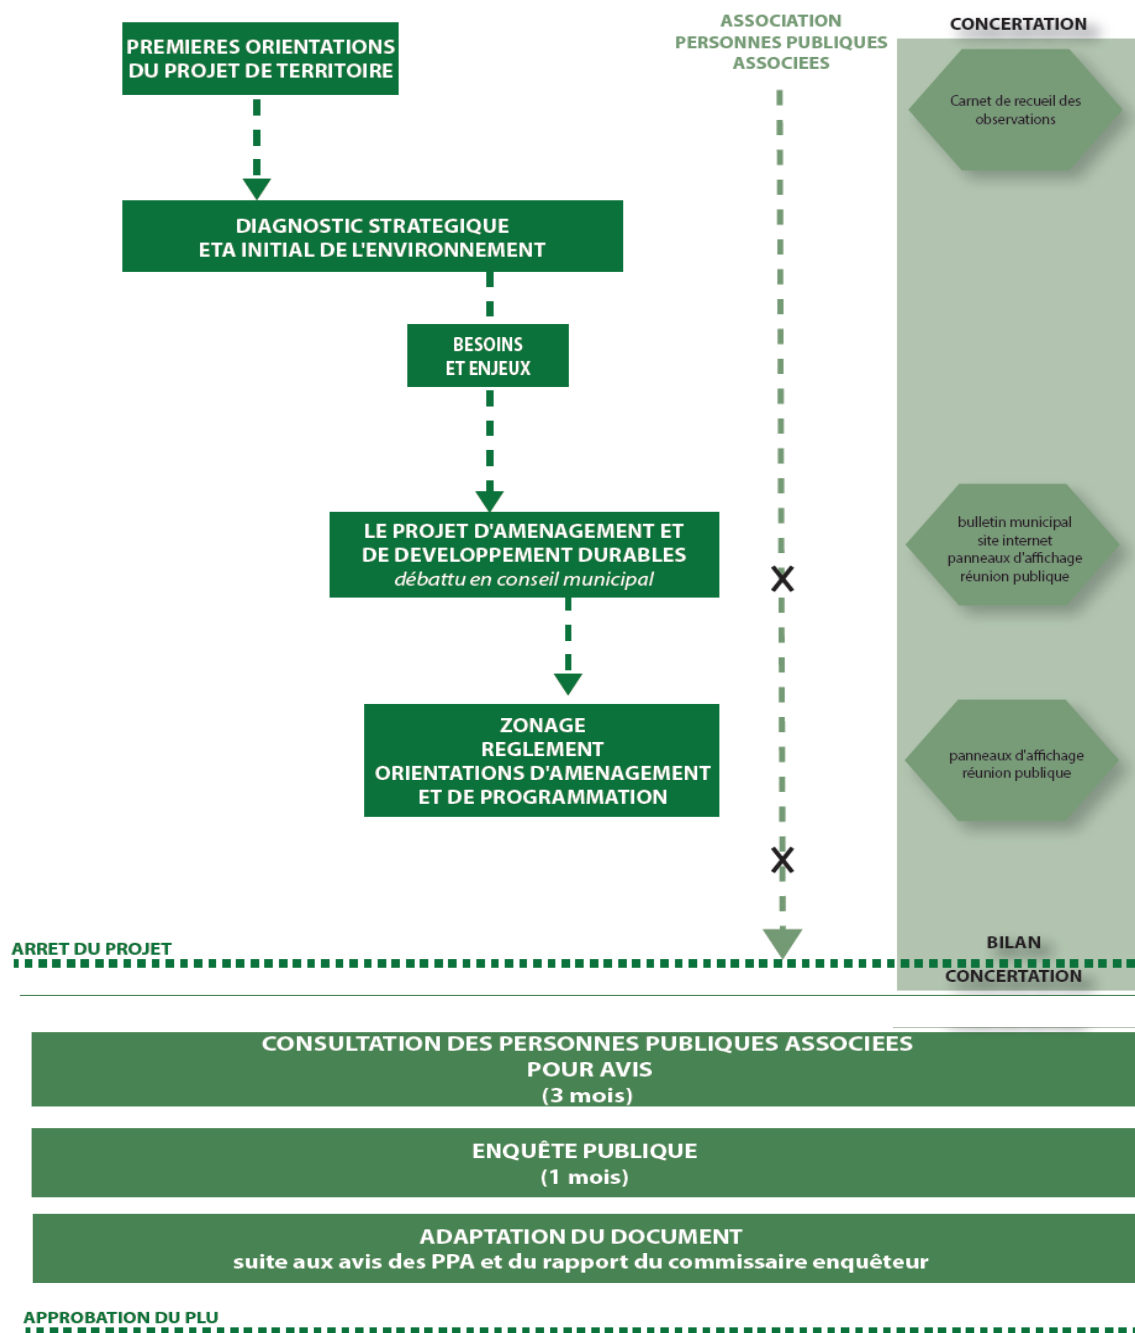 PREMIERES ORIENTATIONS
DU PROJET DE TERRITOIRE
ASSOCIATION
PERSONNES PUBLIQUES
ASSOCIEES
CONCERTATION
Carnet de recueil des
observations
DIAGNOSTIC STRATEGIQUE
ETA INITIAL DE L'ENVIRONNEMENT
BESOINS
ET ENJEUX
LE PROJET D'AMENAGEMENT ET
DE DEVELOPPEMENT DURABLES
débattu en conseil municipal
bulletin municipal
site internet
panneaux d'affichage
réunion publique
ZONAGE
REGLEMENT
ORIENTATIONS D'AMENAGEMENT
ET DE PROGRAMMATION
panneaux d'affichage
réunion publique
ARRET DU PROJET
BILAN
CONCERTATION
CONSULTATION DES PERSONNES PUBLIQUES ASSOCIEES
POUR AVIS
(3 mois)
ENQUÊTE PUBLIQUE
(1 mois)
ADAPTATION DU DOCUMENT
suite aux avis des PPA et du rapport du commissaire enquêteur
APPROBATION DU PLU